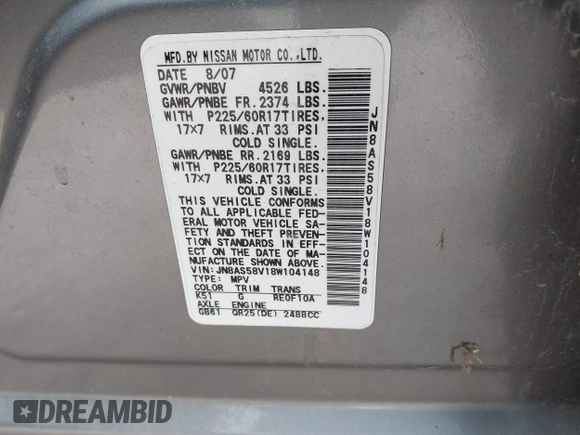 MFD.BY NISSAN MOTOR CO.,LTD.
DATE 8/07
GVWR/PNBV 4526 LBS.
GAWR/PNBE FR.2374 LBS.
WITH P225/60R17TIRES,
17×7 RIMS.AT 33 PSI
COLD SINGLE.
GAWR/PNBE RR.2169 LBS.
WITH P225/60R17TIRES,
17×7 RIMS.AT 33 PSI
COLD SINGLE.
THIS VEHICLE CONFORMS
TO ALL APPLICABLE FED-
ERAL MOTOR VEHICLE SA-
FETY AND THEFT PREVEN-
TION STANDARDS IN EFF-
ECT ON THE DATE OF MA-
NUFACTURE SHOWN ABOVE.
VIN:JN8AS58V18W104148
TYPE: MPV
COLOR TRIM TRANS
K51 G RE0F10A
AXLE ENGINE
GB61 QR25(DE) 2488CC
JN8AS58V18W104148
DREAMBID